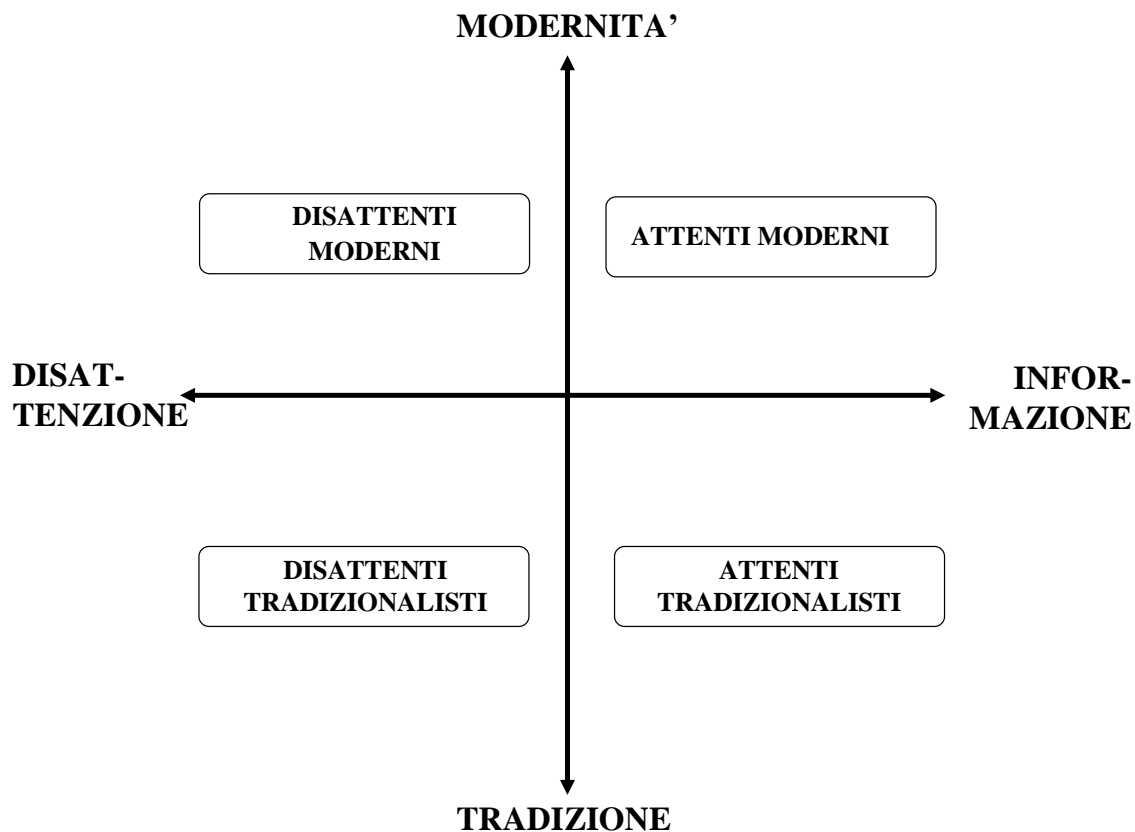 MODERNITA’
DISATTENTI
MODERNI
ATTENTI MODERNI
DISAT-
TENZIONE
INFOR-
MAZIONE
DISATTENTI
TRADIZIONALISTI
ATTENTI
TRADIZIONALISTI
TRADIZIONE